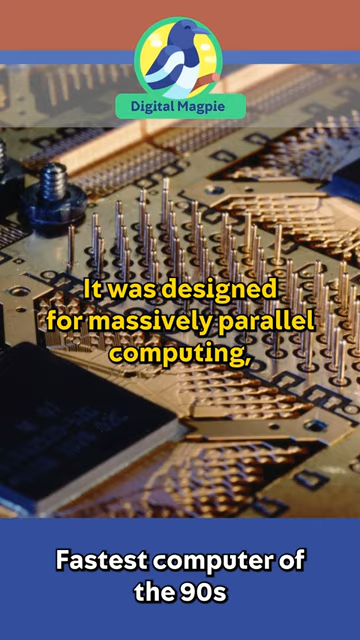 Digital Magpie
It was designed
for massively parallel
computing,
Fastest computer of
the 90s